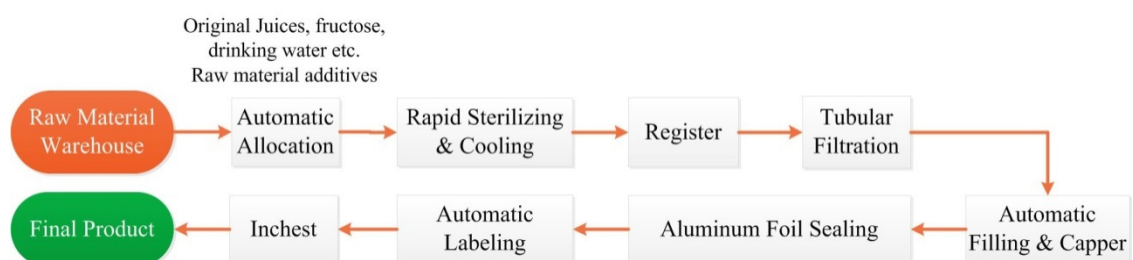 Original Juices, fructose,
drinking water etc.
Raw material additives
Raw Material
Warehouse
Automatic
Allocation
Rapid Sterilizing
& Cooling
Register
Tubular
Filtration
Automatic
Filling & Capper
Aluminum Foil Sealing
Automatic
Labeling
Inchest
Final Product